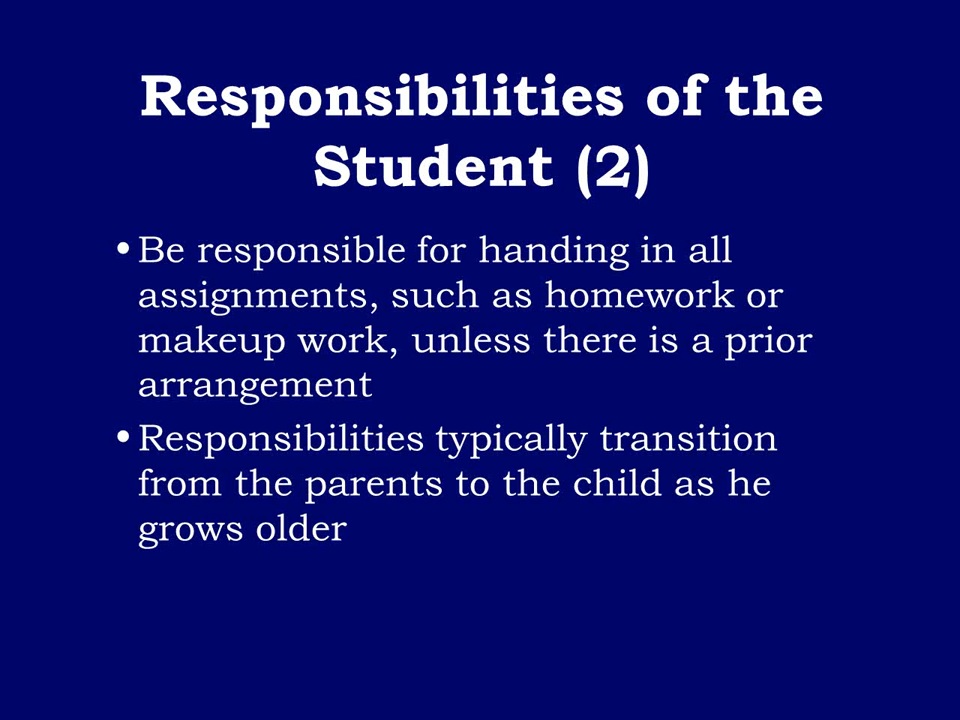 Responsibilities of the
Student (2)
• Be responsible for handing in all
assignments, such as homework or
makeup work, unless there is a prior
arrangement
• Responsibilities typically transition
from the parents to the child as he
grows older